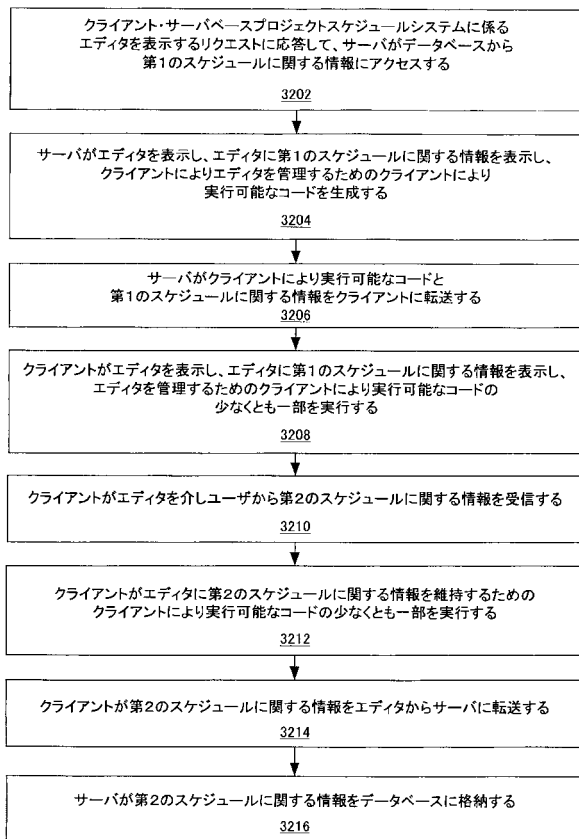 クライアント・サーバベースプロジェクトスケジュールシステムに係る
エディタを表示するリクエストに応答して、サーバがデータベースから
第1のスケジュールに関する情報にアクセスする
3202
サーバがエディタを表示し、エディタに第1のスケジュールに関する情報を表示し、
クライアントによりエディタを管理するためのクライアントにより
実行可能なコードを生成する
3204
サーバがクライアントにより実行可能なコードと
第1のスケジュールに関する情報をクライアントに転送する
3206
クライアントがエディタを表示し、エディタに第1のスケジュールに関する情報を表示し、
エディタを管理するためのクライアントにより実行可能なコードの
少なくとも一部を実行する
3208
クライアントがエディタを介しユーザから第2のスケジュールに関する情報を受信する
3210
クライアントがエディタに第2のスケジュールに関する情報を維持するための
クライアントにより実行可能なコードの少なくとも一部を実行する
3212
クライアントが第2のスケジュールに関する情報をエディタからサーバに転送する
3214
サーバが第2のスケジュールに関する情報をデータベースに格納する
3216